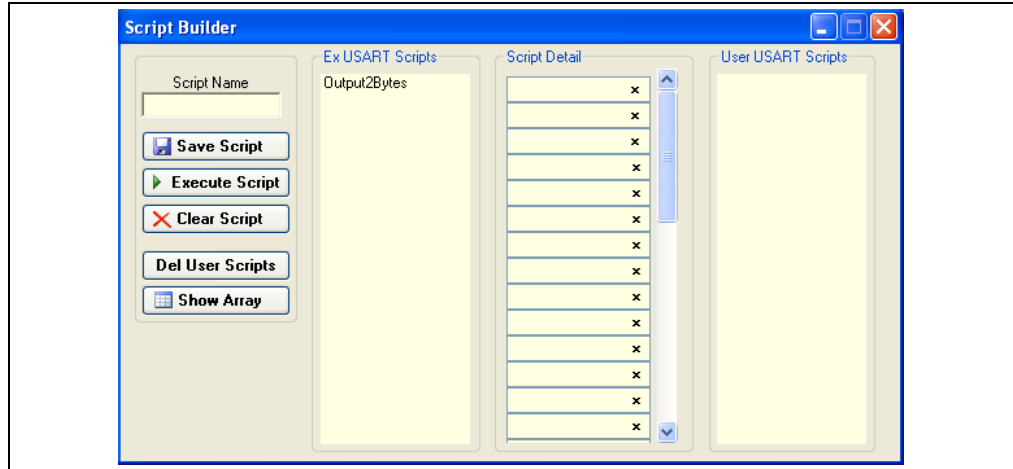 Script Builder
Script Name
Save Script
Execute Script
Clear Script
Del User Scripts
Show Array
Ex USART Scripts
Output2Bytes
Script Detail
×
×
×
×
×
×
×
×
×
×
×
×
×
×
User USART Scripts